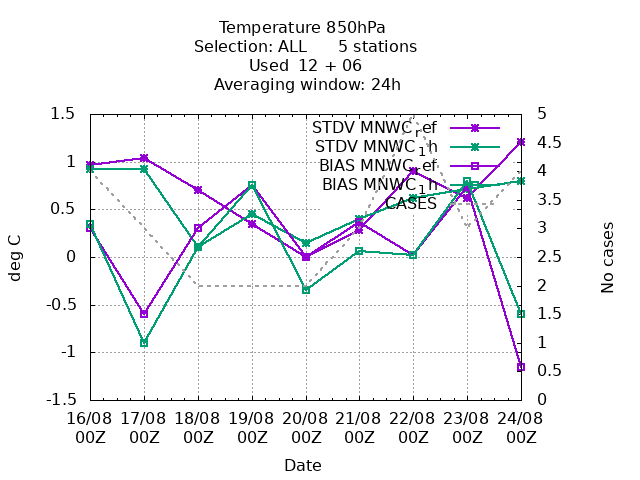 Temperature 850hPa
Selection: ALL      5 stations
Used  12 + 06
Averaging window: 24h
STDV MNWC_ref
STDV MNWC_1h
BIAS MNWC_ref
BIAS MNWC_1h
CASES
1.5
1
0.5
0
-0.5
-1
-1.5
deg C
5
4.5
4
3.5
3
2.5
2
1.5
1
0.5
0
No cases
16/08 17/08 18/08 19/08 20/08 21/08 22/08 23/08 24/08
00Z 00Z 00Z 00Z 00Z 00Z 00Z 00Z 00Z
Date